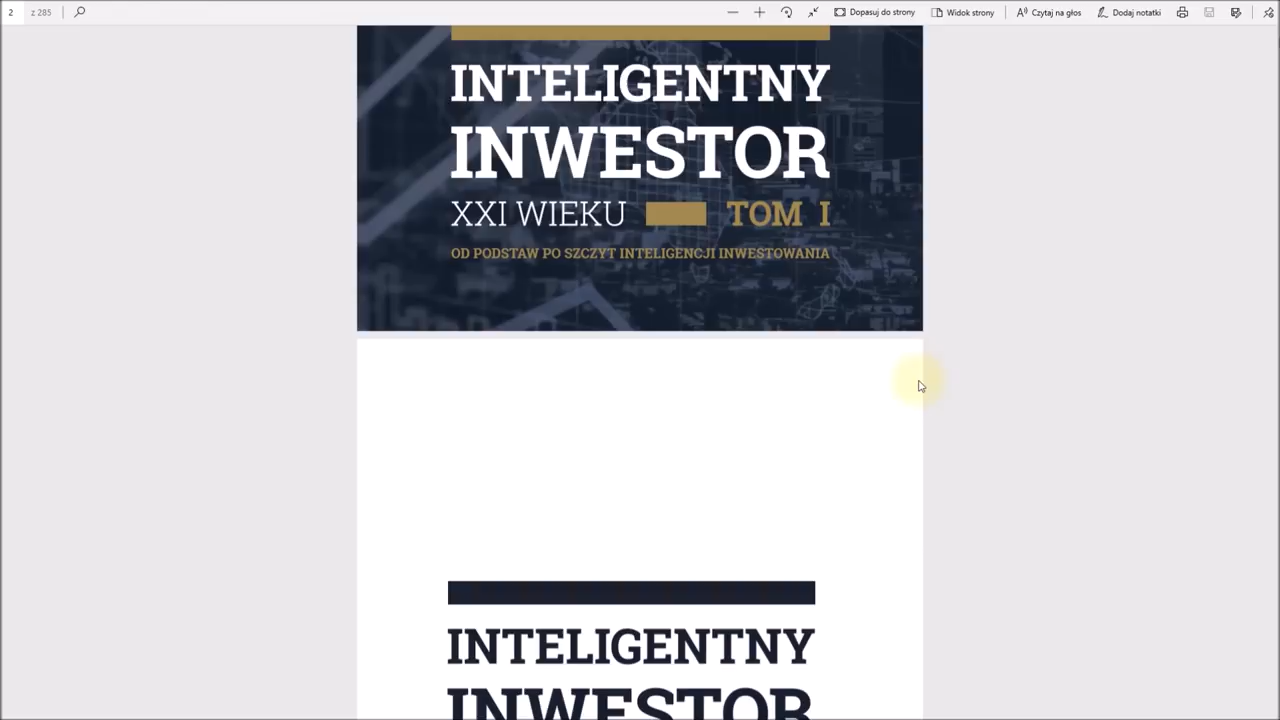 2 z 285 Dopasuj do strony Widok strony Czytaj na głos Dodaj notatki
INTELIGENTNY
INWESTOR
XXI WIEKU TOM I
OD PODSTAW PO SZCZYT INTELIGENCJI INWESTOWANIA
INTELIGENTNY
INWESTOR